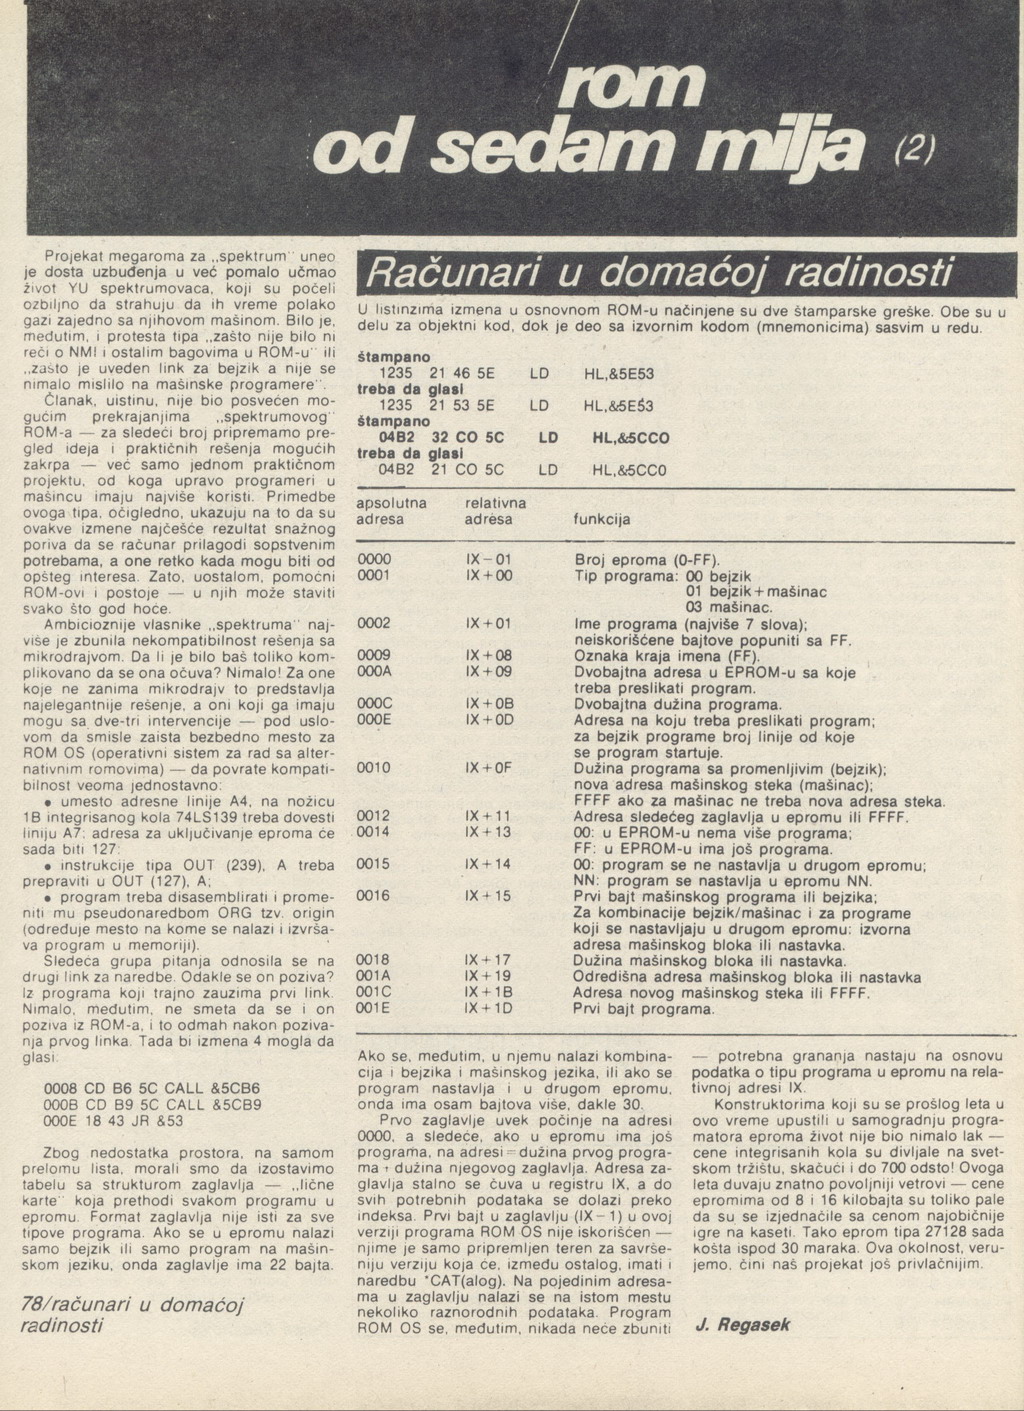 rom
od sedam milja (2)
Projekat megaroma za „spektrum" uneo
je dosta uzbuđenja u već pomalo učmao
život YU spektrumovaca, koji su počeli
ozbiljno da strahuju da ih vreme polako
gazi zajedno sa njihovom mašinom. Bilo je,
međutim, i protesta tipa „zašto nije bilo ni
reči o NMI i ostalim bagovima u ROM-u" ili
„zašto je uveden link za bejzik a nije se
nimalo mislilo na mašinske programere".
Članak, uistinu, nije bio posvećen mo-
gućim prekrajanjima „spektrumovog"
ROM-a — za sledeći broj pripremamo pre-
gled ideja i praktičnih rešenja mogućih
zakrpa — već samo jednom praktičnom
projektu, od koga upravo programeri u
mašincu imaju najviše koristi. Primedbe
ovoga tipa, očigledno, ukazuju na to da su
ovakve izmene najčešće rezultat snažnog
poriva da se računar prilagodi sopstvenim
potrebama, a one retko kada mogu biti od
opšteg interesa. Zato, uostalom, pomoćni
ROM-ovi i postoje — u njih može staviti
svako što god hoće.
Ambicioznije vlasnike „spektruma" naj-
više je zbunila nekompatibilnost rešenja sa
mikrodrajvom. Da li je bilo baš toliko kom-
plikovano da se ona očuva? Nimalo! Za one
koje ne zanima mikrodrajv to predstavlja
najelegantnije rešenje, a oni koji ga imaju
mogu sa dve-tri intervencije — pod uslo-
vom da smisle zaista bezbedno mesto za
ROM OS (operativni sistem za rad sa alter-
nativnim romovima) — da povrate kompati-
bilnost veoma jednostavno:
• umesto adresne linije A4, na nožicu
1B integrisanog kola 74LS139 treba dovesti
liniju A7; adresa za uključivanje eproma će
sada biti 127;
• instrukcije tipa OUT (239), A treba
prepraviti u OUT (127), A;
• program treba disasemblirati i prome-
niti mu pseudonaredbom ORG tzv. origin
(određuje mesto na kome se nalazi i izvrša-
va program u memoriji).
Sledeća grupa pitanja odnosila se na
drugi link za naredbe. Odakle se on poziva?
Iz programa koji trajno zauzima prvi link.
Nimalo, međutim, ne smeta da se i on
poziva iz ROM-a, i to odmah nakon poziva-
nja prvog linka. Tada bi izmena 4 mogla da
glasi:
0008 CD B6 5C CALL &5CB6
000B CD B9 5C CALL &5CB9
000E 18 43 JR &53
Zbog nedostatka prostora, na samom
prelomu lista, morali smo da izostavimo
tabelu sa strukturom zaglavlja — „lične
karte" koja prethodi svakom programu u
epromu. Format zaglavlja nije isti za sve
tipove programa. Ako se u epromu nalazi
samo bejzik ili samo program na mašin-
skom jeziku, onda zaglavlje ima 22 bajta.
78/računari u domaćoj
radinosti
Računari u domaćoj radinosti
U listinzima izmena u osnovnom ROM-u načinjene su dve štamparske greške. Obe su u
delu za objektni kod, dok je deo sa izvornim kodom (mnemonicima) sasvim u redu.
štampano
1235 21 46 5E LD HL,&5E53
treba da glasi
1235 21 53 5E LD HL,&5E53
štampano
04B2 32 CO 5C LD HL,&5CCO
treba da glasi
04B2 21 CO 5C LD HL,&5CCO
apsolutna relativna
adresa adresa funkcija
0000 IX-01 Broj eproma (0-FF).
0001 IX+00 Tip programa: 00 bejzik
01 bejzik+mašinac
03 mašinac.
0002 IX+01 Ime programa (najviše 7 slova);
neiskorišćene bajtove popuniti sa FF.
0009 IX+08 Oznaka kraja imena (FF).
000A IX+09 Dvobajtna adresa u EPROM-u sa koje
treba preslikati program.
000C IX+0B Dvobajtna dužina programa.
000E IX+0D Adresa na koju treba preslikati program;
za bejzik programe broj linije od koje
se program startuje.
0010 IX+0F Dužina programa sa promenljivim (bejzik);
nova adresa mašinskog steka (mašinac);
FFFF ako za mašinac ne treba nova adresa steka.
0012 IX+11 Adresa sledećeg zaglavlja u epromu ili FFFF.
0014 IX+13 00: u EPROM-u nema više programa;
FF: u EPROM-u ima još programa.
0015 IX+14 00: program se ne nastavlja u drugom epromu;
NN: program se nastavlja u epromu NN.
0016 IX+15 Prvi bajt mašinskog programa ili bejzika;
Za kombinacije bejzik/mašinac i za programe
koji se nastavljaju u drugom epromu: izvorna
adresa mašinskog bloka ili nastavka.
0018 IX+17 Dužina mašinskog bloka ili nastavka.
001A IX+19 Odredišna adresa mašinskog bloka ili nastavka
001C IX+1B Adresa novog mašinskog steka ili FFFF.
001E IX+1D Prvi bajt programa.
Ako se, međutim, u njemu nalazi kombina-
cija i bejzika i mašinskog jezika, ili ako se
program nastavlja i u drugom epromu,
onda ima osam bajtova više, dakle 30.
Prvo zaglavlje uvek počinje na adresi
0000, a sledeće, ako u epromu ima još
programa, na adresi = dužina prvog progra-
ma + dužina njegovog zaglavlja. Adresa za-
glavlja stalno se čuva u registru IX, a do
svih potrebnih podataka se dolazi preko
indeksa. Prvi bajt u zaglavlju (IX-1) u ovoj
verziji programa ROM OS nije iskorišćen —
njime je samo pripremljen teren za savrše-
niju verziju koja će, između ostalog, imati i
naredbu *CAT(alog). Na pojedinim adresa-
ma u zaglavlju nalazi se na istom mestu
nekoliko raznorodnih podataka. Program
ROM OS se, međutim, nikada neće zbuniti
— potrebna grananja nastaju na osnovu
podatka o tipu programa u epromu na rela-
tivnoj adresi IX.
Konstruktorima koji su se prošlog leta u
ovo vreme upustili u samogradnju progra-
matora eproma život nije bio nimalo lak —
cene integrisanih kola su divljale na svet-
skom tržištu, skačući i do 700 odsto! Ovoga
leta duvaju znatno povoljniji vetrovi — cene
epromima od 8 i 16 kilobajta su toliko pale
da su se izjednačile sa cenom najobičnije
igre na kaseti. Tako eprom tipa 27128 sada
košta ispod 30 maraka. Ova okolnost, veru-
jemo, čini naš projekat još privlačnijim.
J. Regasek